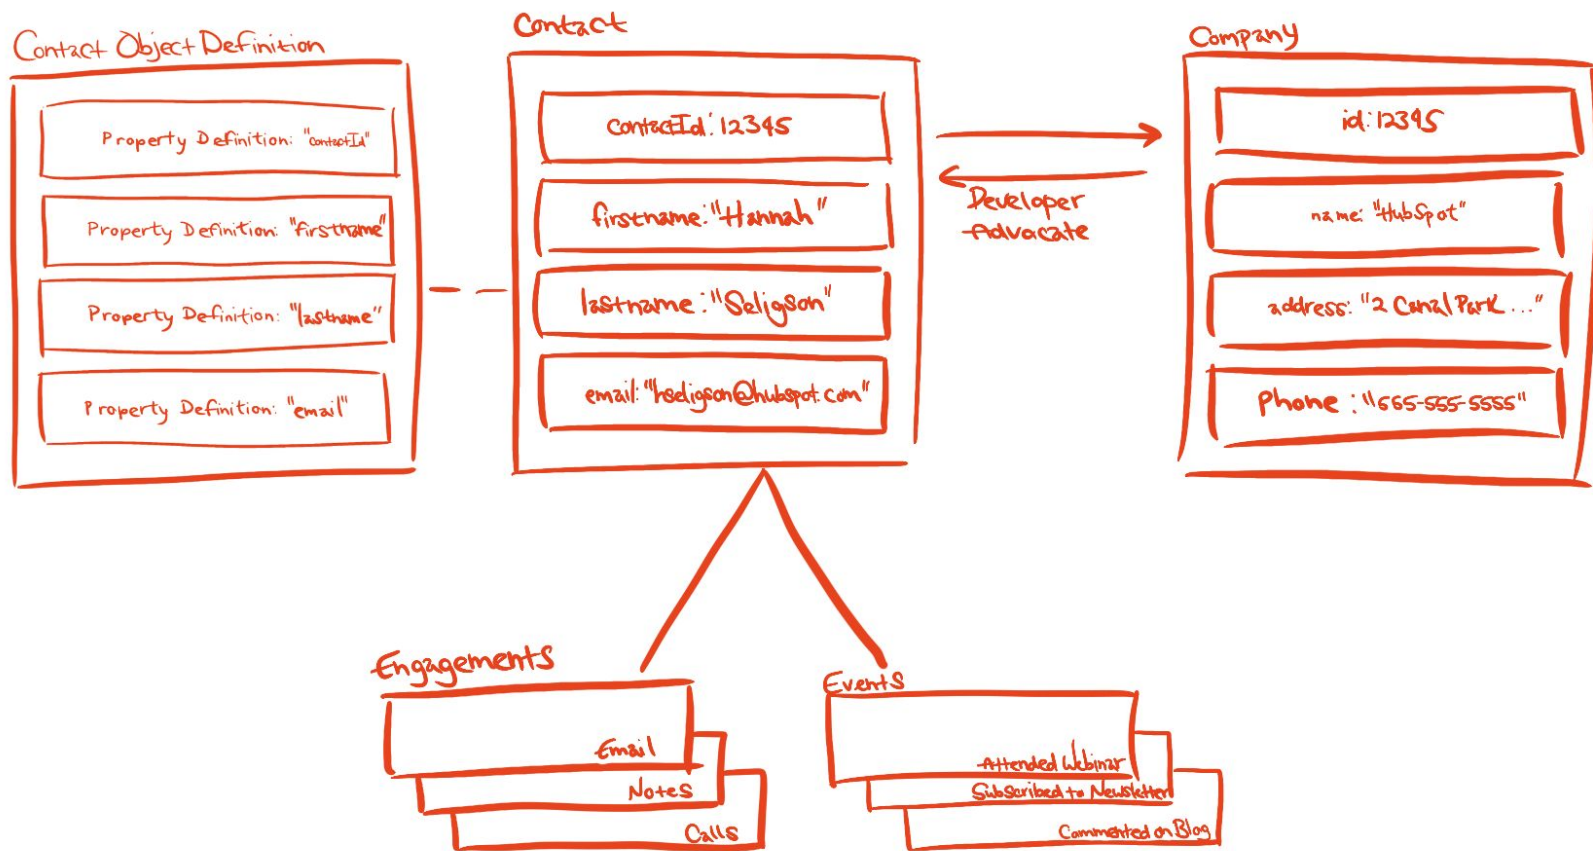 Contact Object Definition
Property Definition: "contactId"
Property Definition: "firstname"
Property Definition: "lastname"
Property Definition: "email"
Contact
contactId: 12345
firstname: "Hannah"
lastname: "Seligson"
email: "hseligson@hubspot.com"
Developer
Advocate
Company
id: 12345
name: "HubSpot"
address: "2 Canal Park ..."
phone: "555-555-5555"
Engagements
Email
Notes
Calls
Events
Attended Webinar
Subscribed to Newsletter
Commented on Blog